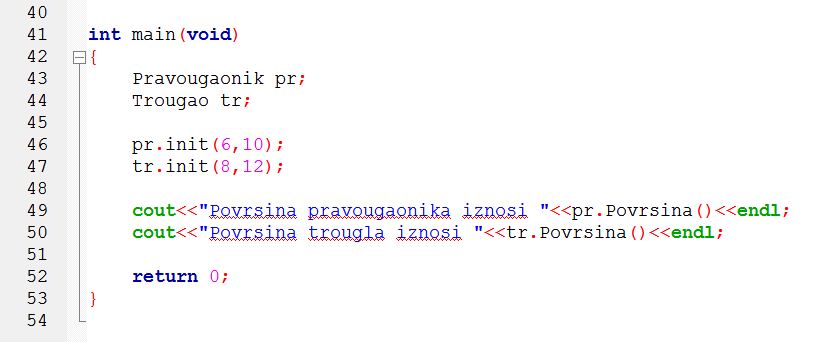 40
41 int main(void)
42 {
43 Pravougaonik pr;
44 Trougao tr;
45
46 pr.init(6,10);
47 tr.init(8,12);
48
49 cout<<"Povrsina pravougaonika iznosi "<<pr.Povrsina()<<endl;
50 cout<<"Povrsina trougla iznosi "<<tr.Povrsina()<<endl;
51
52 return 0;
53 }
54